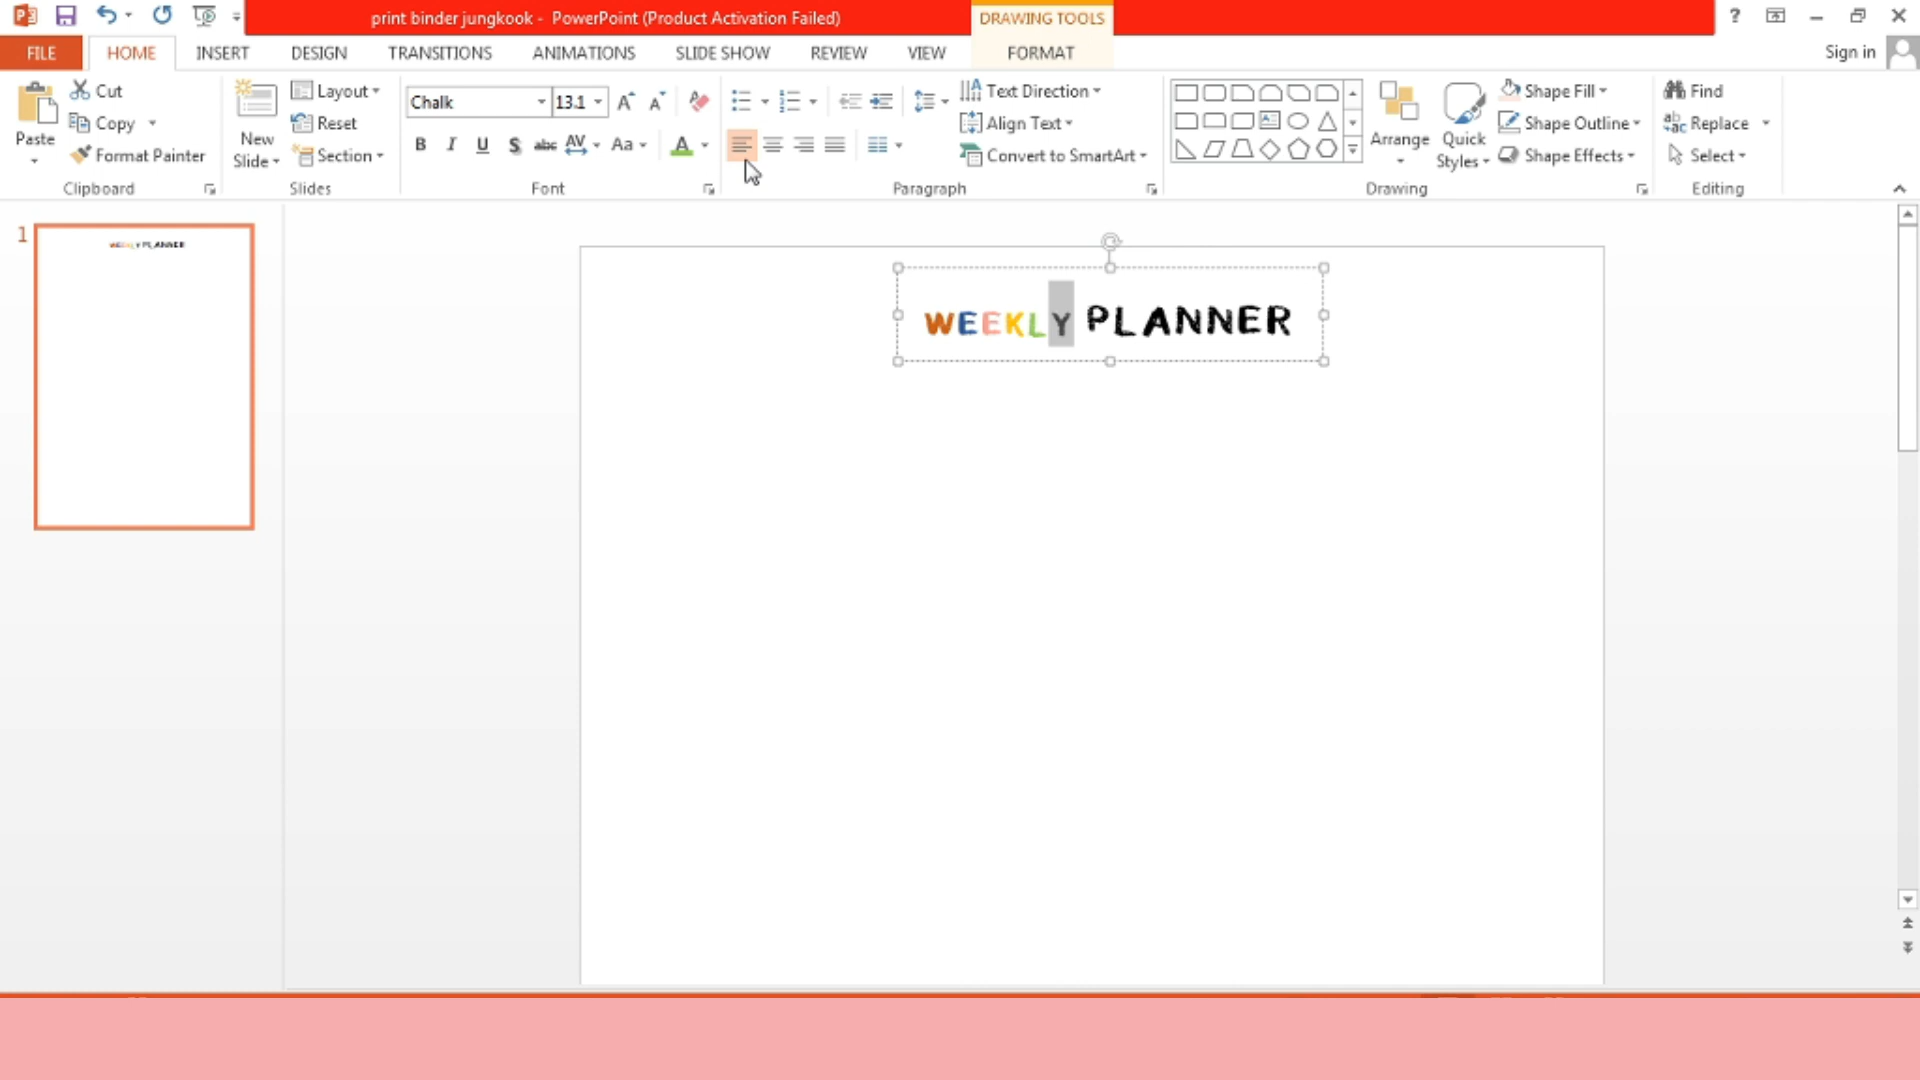 print binder jungkook - PowerPoint (Product Activation Failed)
DRAWING TOOLS
?
FILE
HOME
INSERT
DESIGN
TRANSITIONS
ANIMATIONS
SLIDE SHOW
REVIEW
VIEW
FORMAT
Sign in
Paste
Cut
Copy
Format Painter
Clipboard
New Slide
Layout
Reset
Section
Slides
Chalk
13.1
B I U S abc AV Aa A
Font
Text Direction
Align Text
Convert to SmartArt
Paragraph
Arrange
Quick Styles
Shape Fill
Shape Outline
Shape Effects
Drawing
Find
Replace
Select
Editing
1
WEEKLY PLANNER
WEEKLY PLANNER